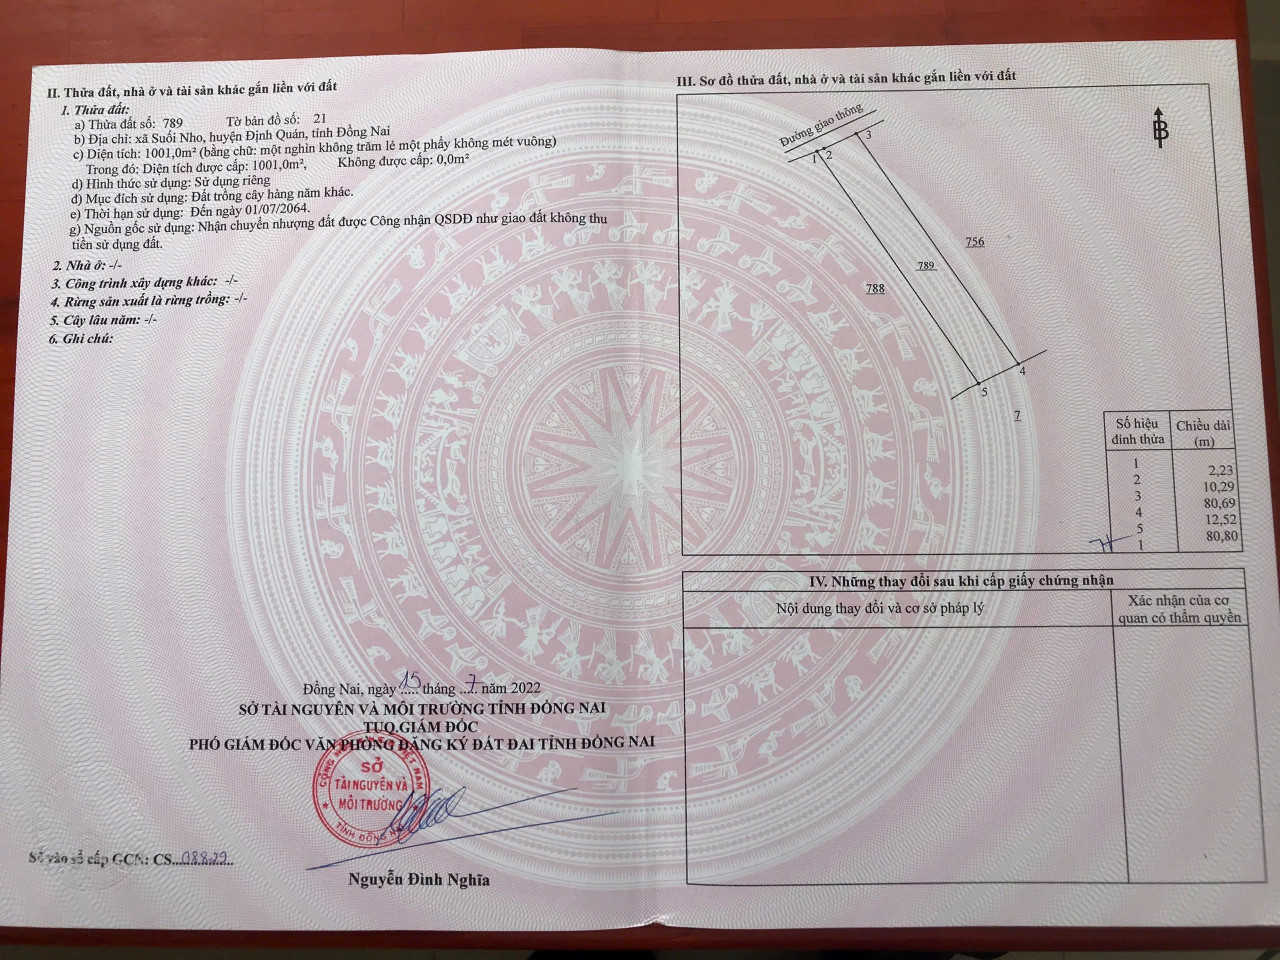 II. Thửa đất, nhà ở và tài sản khác gắn liền với đất
1. Thửa đất:
a) Thửa đất số: 789 Tờ bản đồ số: 21
b) Địa chỉ: xã Suối Nho, huyện Định Quán, tỉnh Đồng Nai
c) Diện tích: 1001,0m² (bằng chữ: một nghìn không trăm lẻ một phẩy không mét vuông)
Trong đó: Diện tích được cấp: 1001,0m², Không được cấp: 0,0m²
d) Hình thức sử dụng: Sử dụng riêng
đ) Mục đích sử dụng: Đất trồng cây hàng năm khác.
e) Thời hạn sử dụng: Đến ngày 01/07/2064.
g) Nguồn gốc sử dụng: Nhận chuyển nhượng đất được Công nhận QSDĐ như giao đất không thu
tiền sử dụng đất.
2. Nhà ở: -/-
3. Công trình xây dựng khác: -/-
4. Rừng sản xuất là rừng trồng: -/-
5. Cây lâu năm: -/-
6. Ghi chú:
Đồng Nai, ngày 15 tháng 7 năm 2022
SỞ TÀI NGUYÊN VÀ MÔI TRƯỜNG TỈNH ĐỒNG NAI
TUQ.GIÁM ĐỐC
PHÓ GIÁM ĐỐC VĂN PHÒNG ĐĂNG KÝ ĐẤT ĐAI TỈNH ĐỒNG NAI
SỞ
TÀI NGUYÊN VÀ
MÔI TRƯỜNG
TỈNH ĐỒNG NAI
Nguyễn Đình Nghĩa
Số vào sổ cấp GCN: CS...08829...
III. Sơ đồ thửa đất, nhà ở và tài sản khác gắn liền với đất
Đường giao thông
B
1
2
3
756
789
788
4
5
7
Số hiệu đỉnh thửa
Chiều dài (m)
1
2,23
2
10,29
3
80,69
4
12,52
5
80,80
1
IV. Những thay đổi sau khi cấp giấy chứng nhận
Nội dung thay đổi và cơ sở pháp lý
Xác nhận của cơ
quan có thẩm quyền